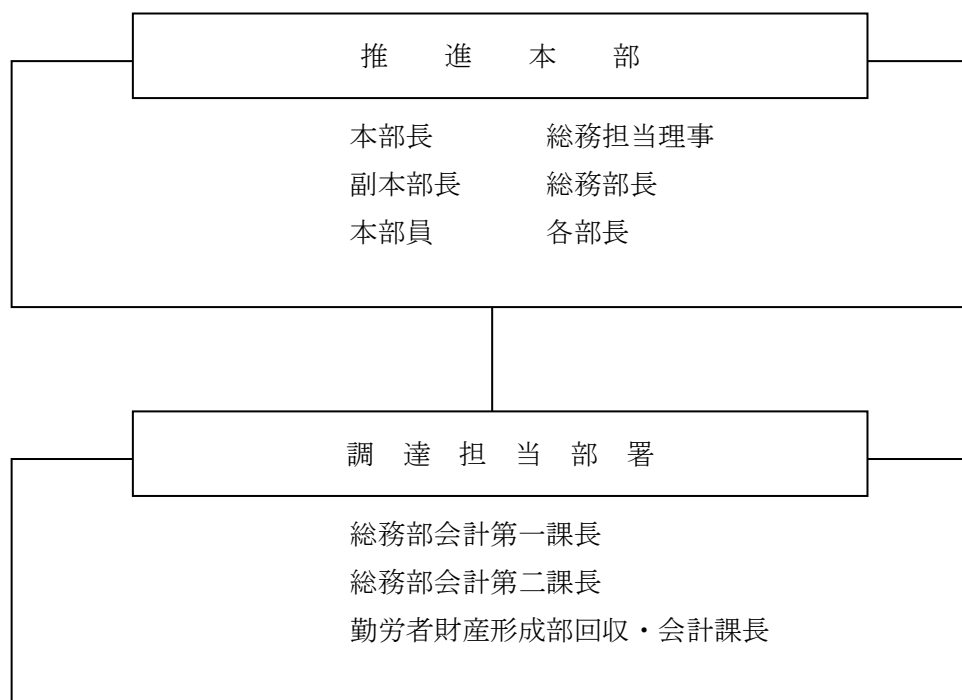 推　進　本　部
本部長　　　総務担当理事
副本部長　　総務部長
本部員　　　各部長
調　達　担　当　部　署
総務部会計第一課長
総務部会計第二課長
勤労者財産形成部回収・会計課長